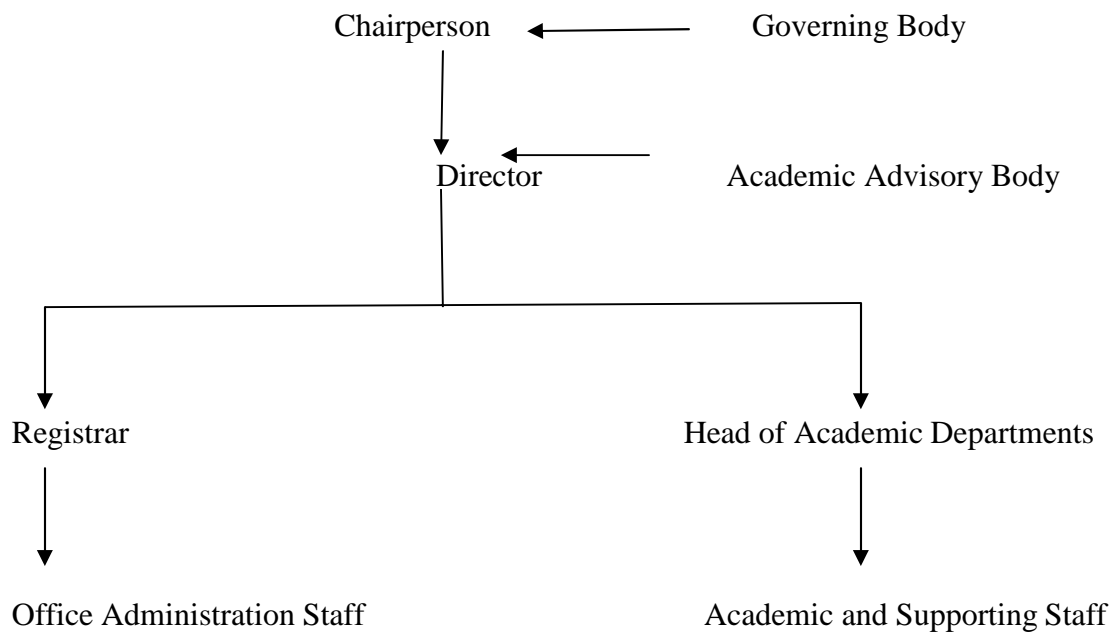 Chairperson Governing Body
Director Academic Advisory Body
Registrar Head of Academic Departments
Office Administration Staff Academic and Supporting Staff